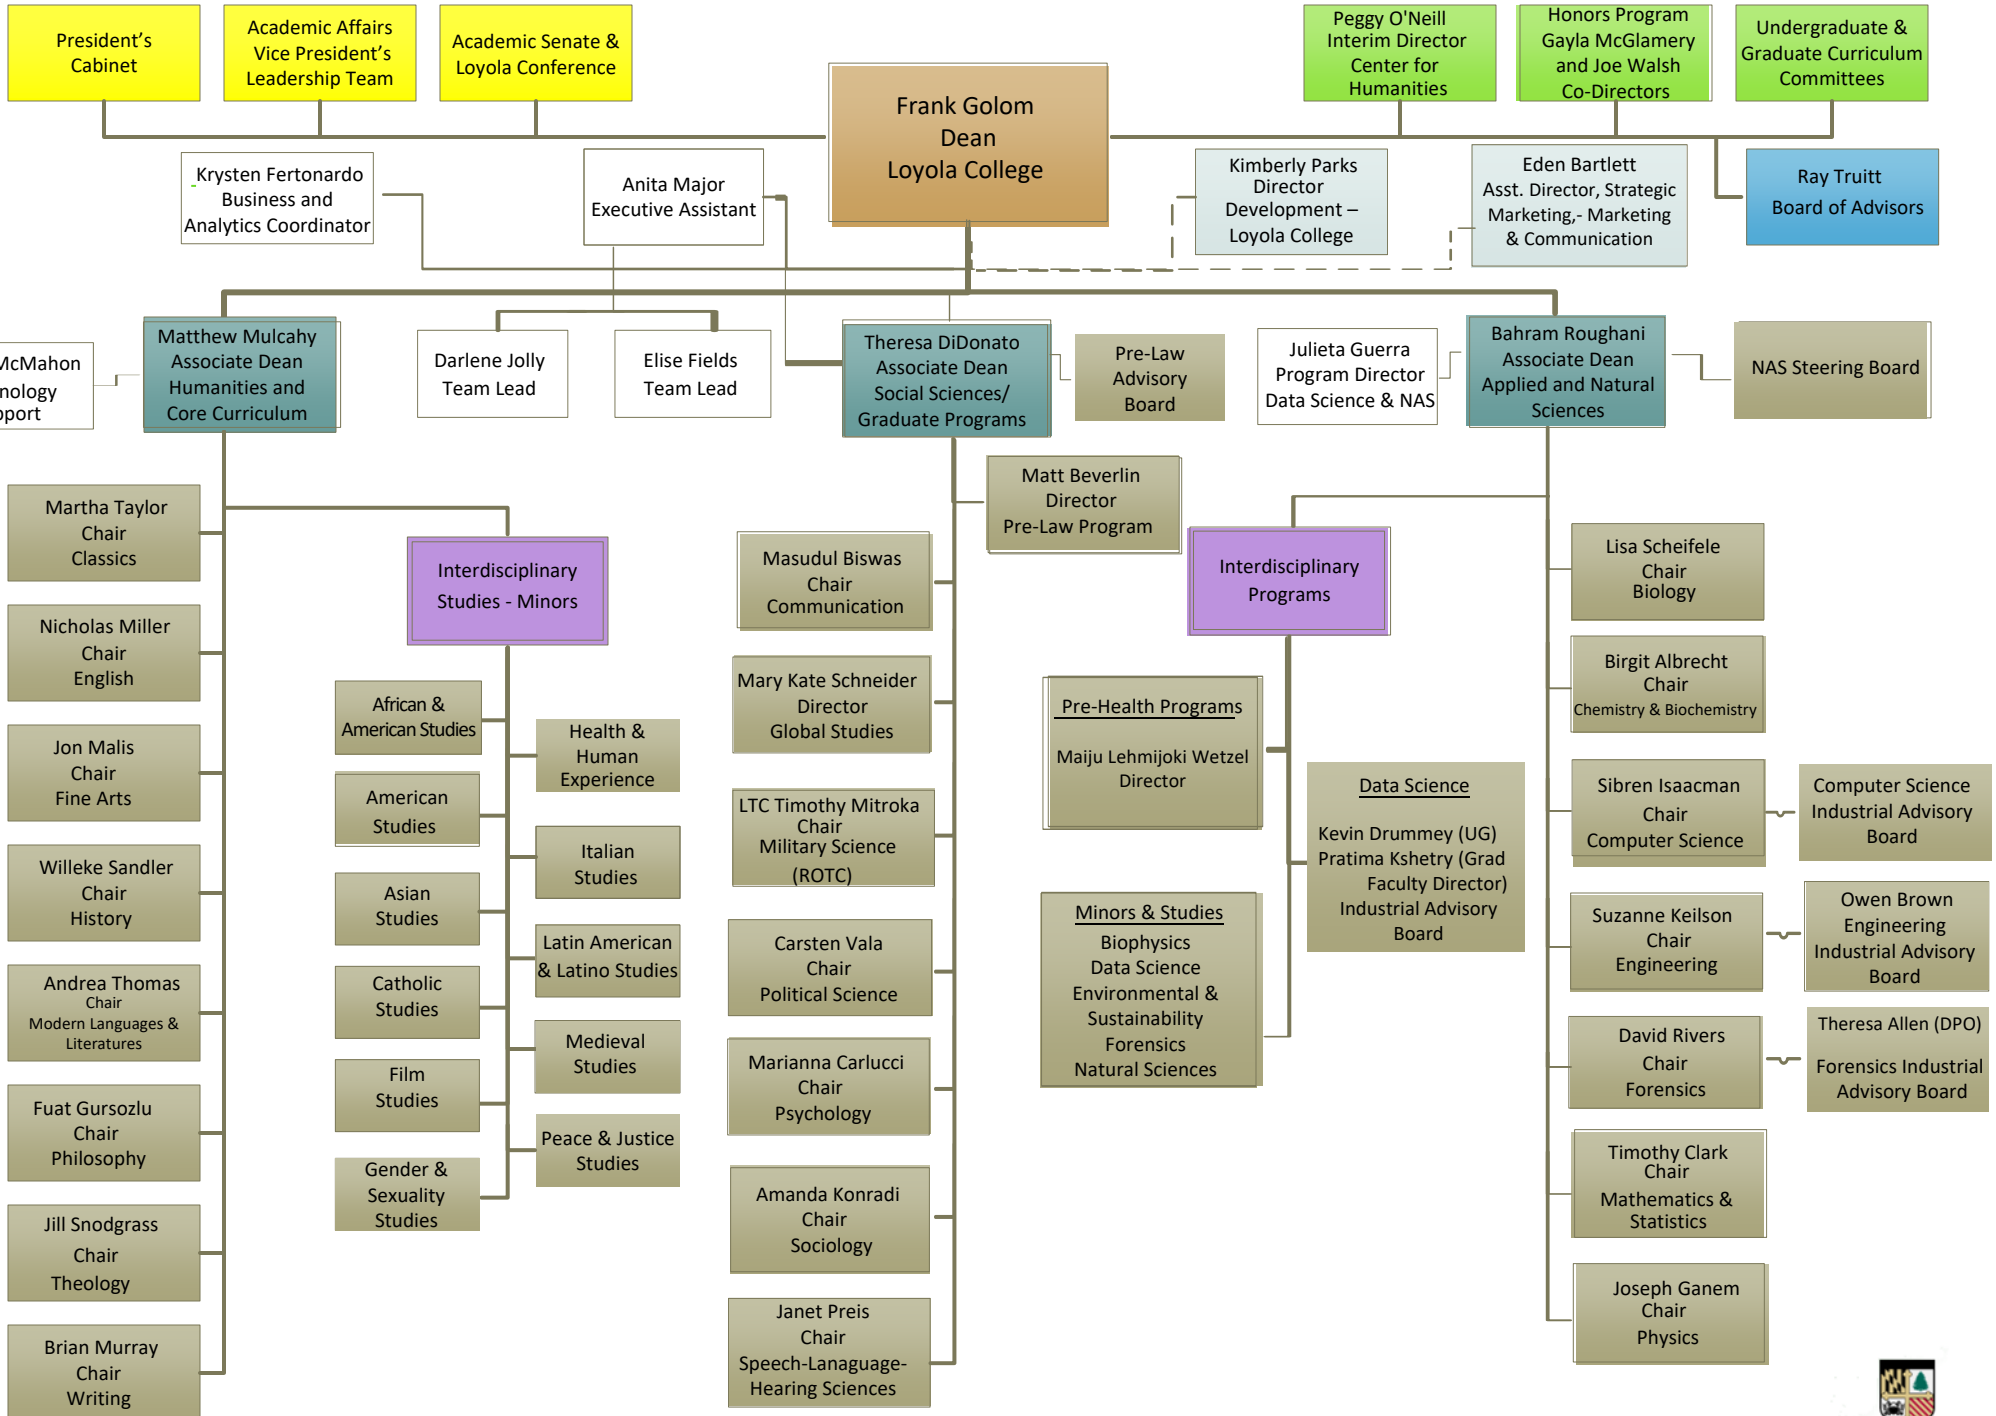 President's
Cabinet
Academic Affairs
Vice President's
Leadership Team
Academic Senate &
Loyola Conference
Frank Golom
Dean
Loyola College
Peggy O'Neill
Interim Director
Center for
Humanities
Honors Program
Gayla McGlamery
and Joe Walsh
Co-Directors
Undergraduate &
Graduate Curriculum
Committees
Krysten Fertonardo
Business and
Analytics Coordinator
Anita Major
Executive Assistant
Kimberly Parks
Director
Development –
Loyola College
Eden Bartlett
Asst. Director, Strategic
Marketing,- Marketing
& Communication
Ray Truitt
Board of Advisors
McMahon
nology
pport
Matthew Mulcahy
Associate Dean
Humanities and
Core Curriculum
Darlene Jolly
Team Lead
Elise Fields
Team Lead
Theresa DiDonato
Associate Dean
Social Sciences/
Graduate Programs
Pre-Law
Advisory
Board
Julieta Guerra
Program Director
Data Science & NAS
Bahram Roughani
Associate Dean
Applied and Natural
Sciences
NAS Steering Board
Martha Taylor
Chair
Classics
Nicholas Miller
Chair
English
Jon Malis
Chair
Fine Arts
Willeke Sandler
Chair
History
Andrea Thomas
Chair
Modern Languages &
Literatures
Fuat Gursozlu
Chair
Philosophy
Jill Snodgrass
Chair
Theology
Brian Murray
Chair
Writing
Interdisciplinary
Studies - Minors
African &
American Studies
American
Studies
Asian
Studies
Catholic
Studies
Film
Studies
Gender &
Sexuality
Studies
Health &
Human
Experience
Italian
Studies
Latin American
& Latino Studies
Medieval
Studies
Peace & Justice
Studies
Matt Beverlin
Director
Pre-Law Program
Masudul Biswas
Chair
Communication
Mary Kate Schneider
Director
Global Studies
LTC Timothy Mitroka
Chair
Military Science
(ROTC)
Carsten Vala
Chair
Political Science
Marianna Carlucci
Chair
Psychology
Amanda Konradi
Chair
Sociology
Janet Preis
Chair
Speech-Lanaguage-
Hearing Sciences
Interdisciplinary
Programs
Pre-Health Programs
Maiju Lehmijoki Wetzel
Director
Data Science
Kevin Drummey (UG)
Pratima Kshetry (Grad
Faculty Director)
Industrial Advisory
Board
Minors & Studies
Biophysics
Data Science
Environmental &
Sustainability
Forensics
Natural Sciences
Lisa Scheifele
Chair
Biology
Birgit Albrecht
Chair
Chemistry & Biochemistry
Sibren Isaacman
Chair
Computer Science
Computer Science
Industrial Advisory
Board
Suzanne Keilson
Chair
Engineering
Owen Brown
Engineering
Industrial Advisory
Board
David Rivers
Chair
Forensics
Theresa Allen (DPO)
Forensics Industrial
Advisory Board
Timothy Clark
Chair
Mathematics &
Statistics
Joseph Ganem
Chair
Physics